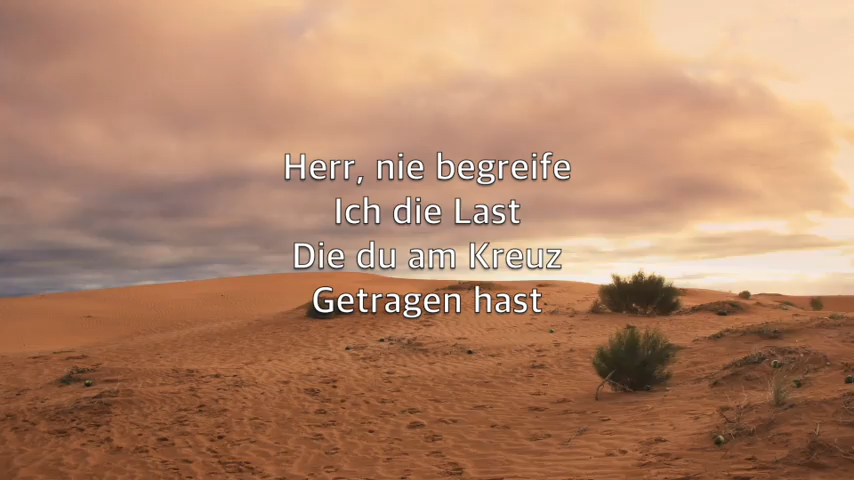 Herr, nie begreife
Ich die Last
Die du am Kreuz
Getragen hast